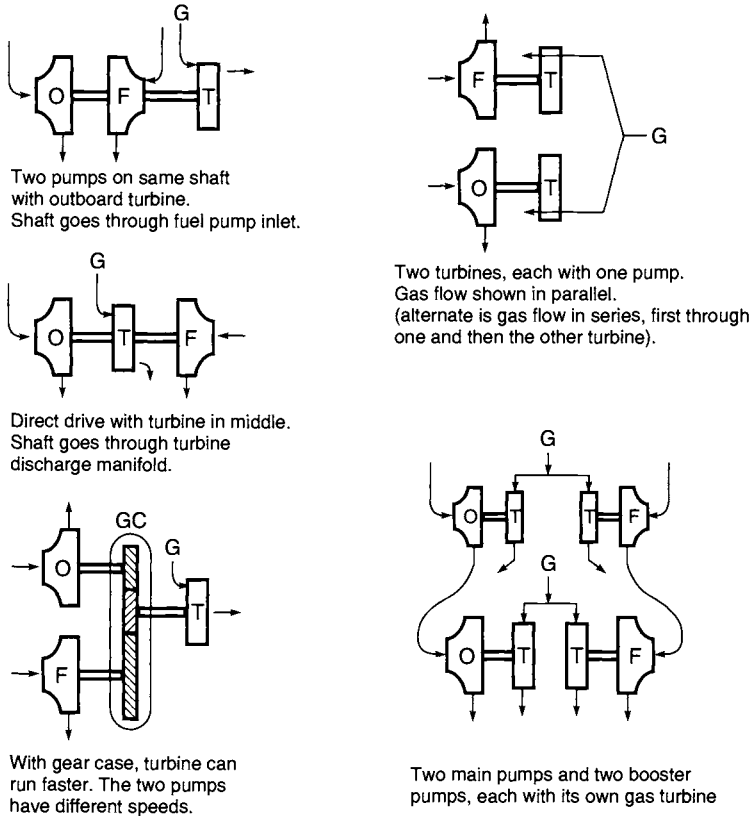 G
O
F
T
Two pumps on same shaft
with outboard turbine.
Shaft goes through fuel pump inlet.
G
O
T
F
Direct drive with turbine in middle.
Shaft goes through turbine
discharge manifold.
GC
G
O
T
F
With gear case, turbine can
run faster. The two pumps
have different speeds.
F
T
G
O
T
Two turbines, each with one pump.
Gas flow shown in parallel.
(alternate is gas flow in series, first through
one and then the other turbine).
G
O
T
T
F
G
O
T
T
F
Two main pumps and two booster
pumps, each with its own gas turbine